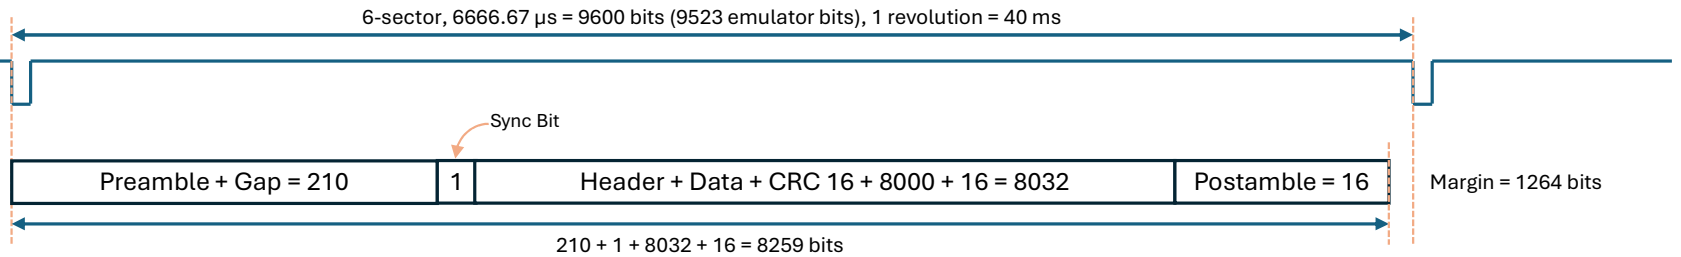 6-sector, 6666.67 µs = 9600 bits (9523 emulator bits), 1 revolution = 40 ms
Sync Bit
Preamble + Gap = 210
1
Header + Data + CRC 16 + 8000 + 16 = 8032
Postamble = 16
Margin = 1264 bits
210 + 1 + 8032 + 16 = 8259 bits